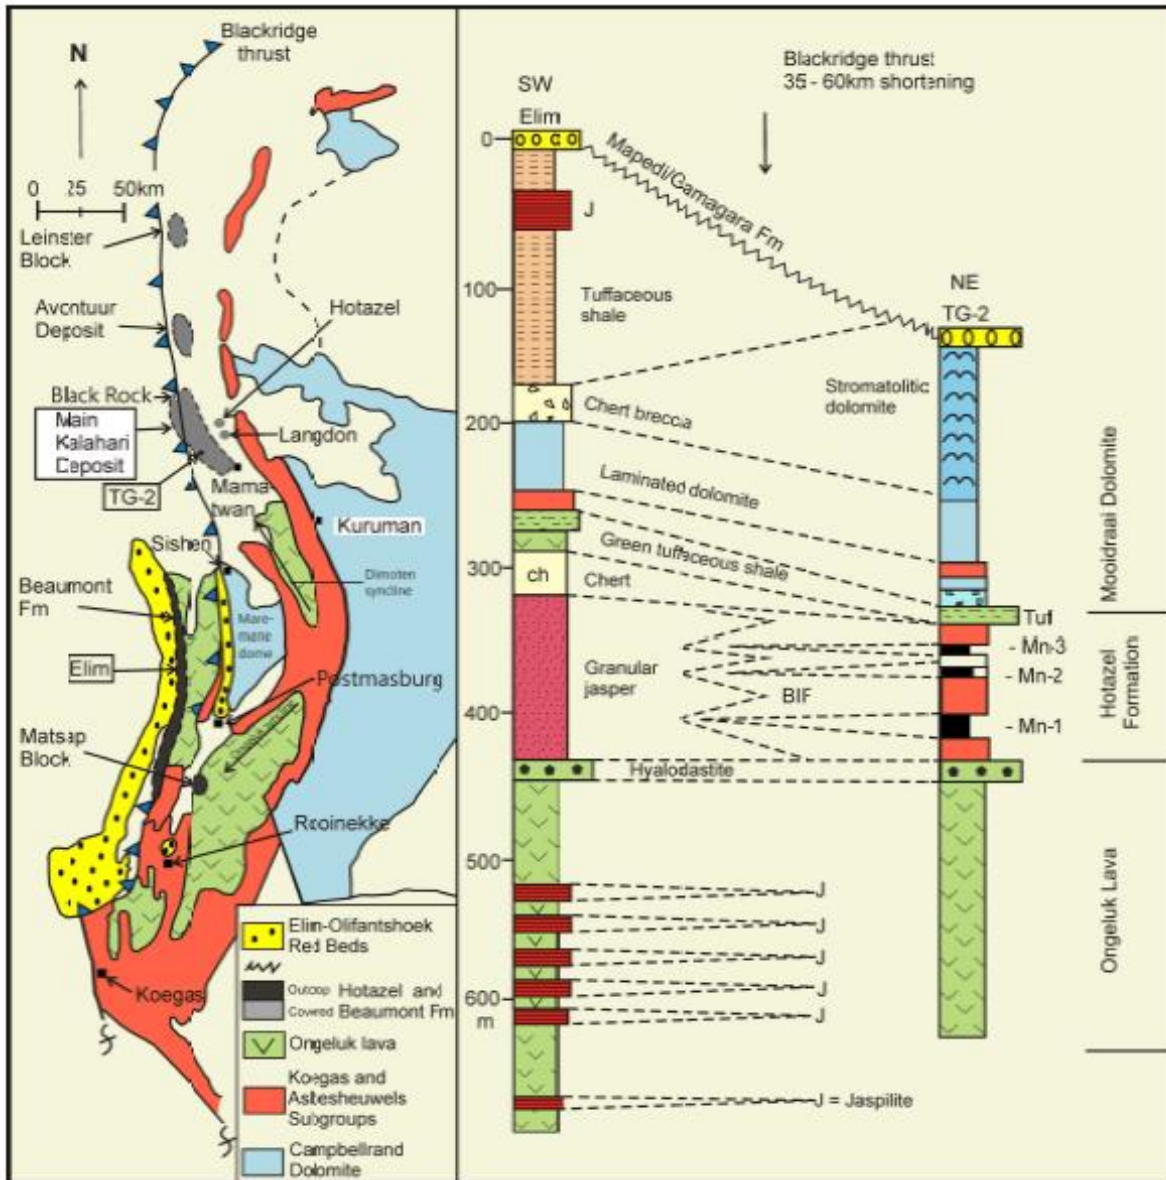 Blackridge
thrust
N
0 25 50km
Leinster
Block
Avontuur
Deposit
Hotazel
Black Rock
Main
Kalahari
Deposit
Langdon
TG-2
Mama-
twan
Kuruman
Sishen
Dimoten
syncline
Beaumont
Fm
Mare-
mane
dome
Elim
Postmasburg
Matsap
Block
Rooinekke
Koegas
Elim-Olifantshoek
Red Beds
Outcrop
Covered
Hotazel and
Beaumont Fm
Ongeluk lava
Koegas and
Asbesheuwels
Subgroups
Campbellrand
Dolomite
Blackridge thrust
35 - 60km shortening
SW
Elim
0
Mapedi/Gamagara Fm
J
100
Tuffaceous
shale
NE
TG-2
Stromatolitic
dolomite
Chert breccia
200
Laminated dolomite
Green tuffaceous shale
300
ch
Chert
Tuf
Granular
jasper
BIF
- Mn-3
- Mn-2
- Mn-1
400
Hyaloclastite
500
J
J
J
J
J
600
m
J = Jaspilite
Mooidraai Dolomite
Hotazel
Formation
Ongeluk Lava